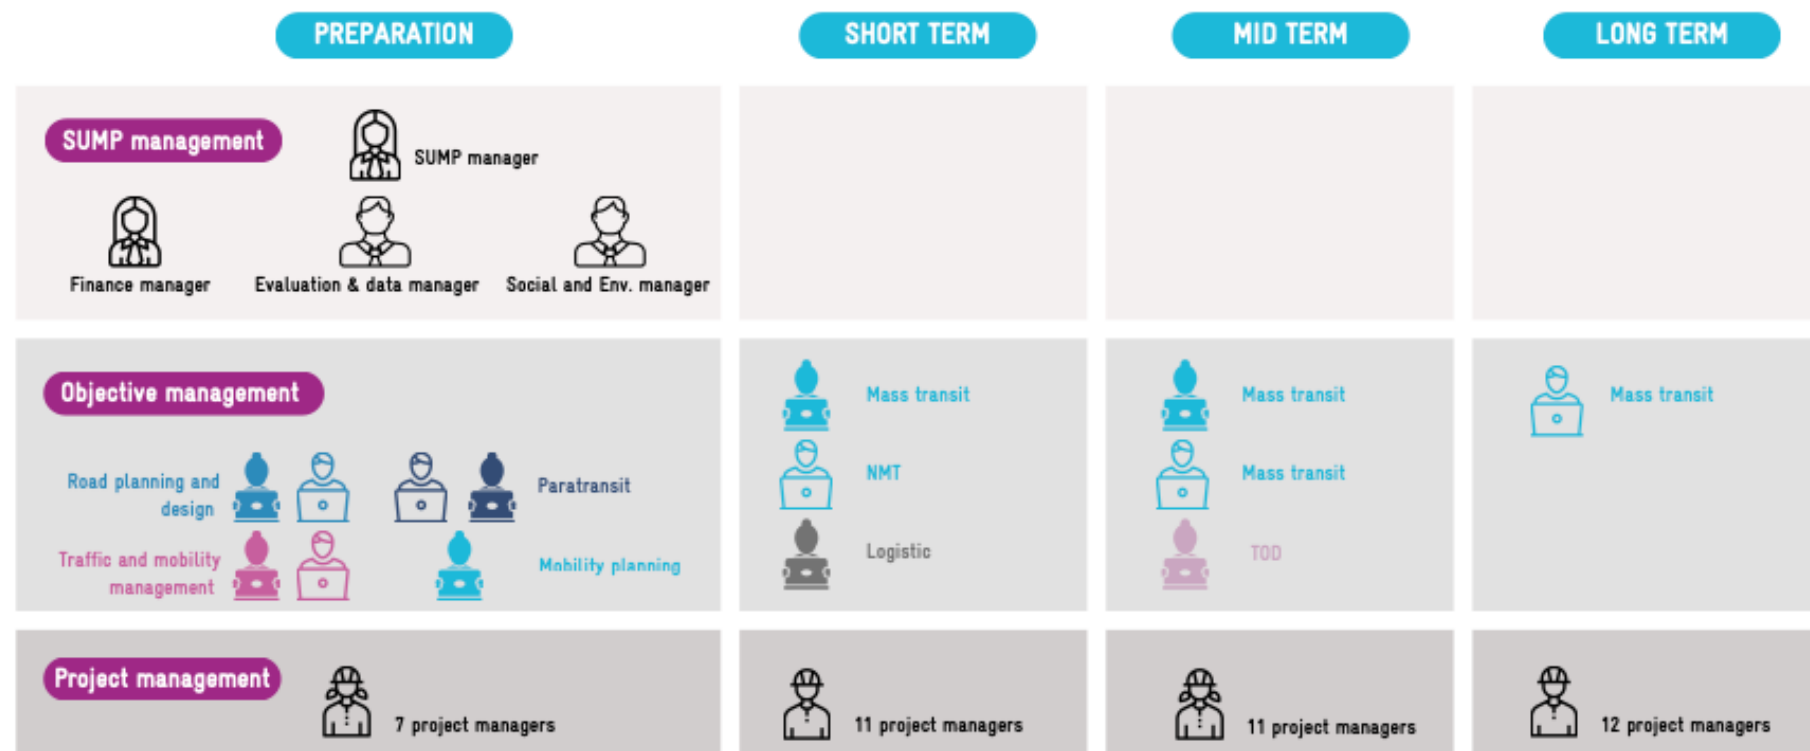 PREPARATION
SHORT TERM
MID TERM
LONG TERM
SUMP management
SUMP manager
Finance manager
Evaluation & data manager
Social and Env. manager
Objective management
Road planning and
design
Paratransit
Traffic and mobility
management
Mobility planning
Mass transit
NMT
Logistic
Mass transit
Mass transit
TOD
Mass transit
Project management
7 project managers
11 project managers
11 project managers
12 project managers